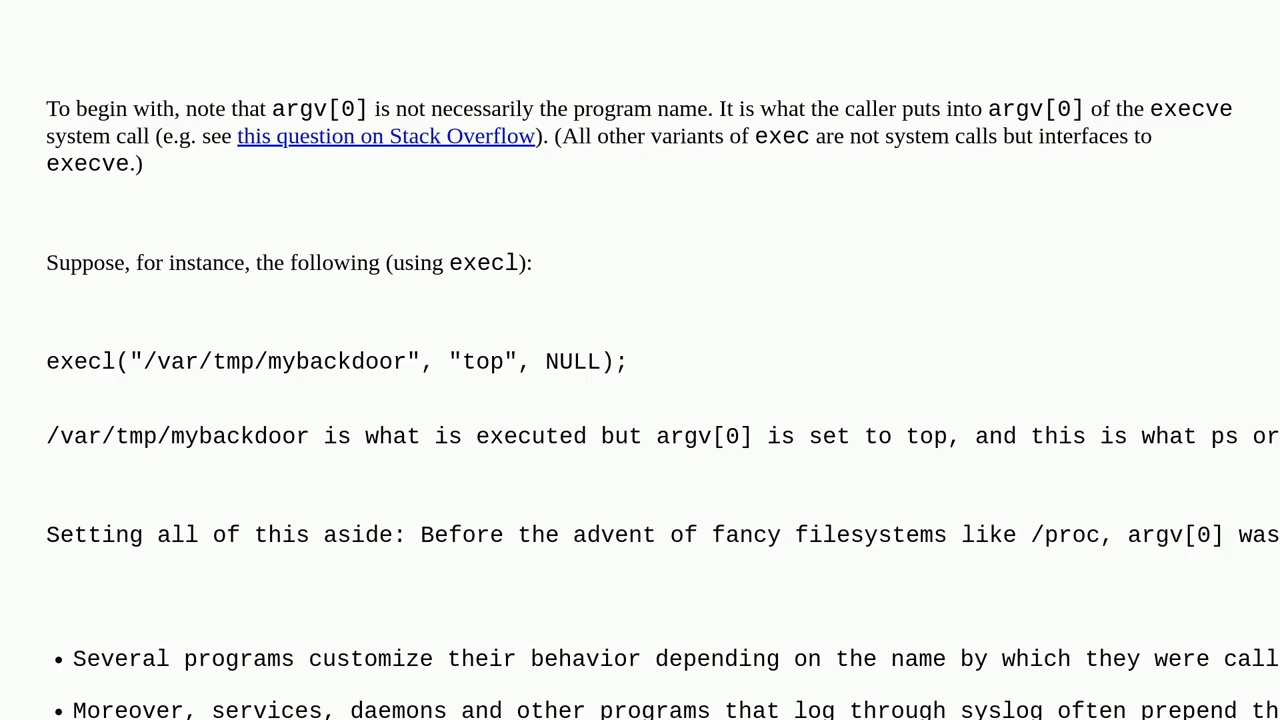 To begin with, note that argv[0] is not necessarily the program name. It is what the caller puts into argv[0] of the execve
system call (e.g. see this question on Stack Overflow). (All other variants of exec are not system calls but interfaces to
execve.)
Suppose, for instance, the following (using execl):
execl("/var/tmp/mybackdoor", "top", NULL);
/var/tmp/mybackdoor is what is executed but argv[0] is set to top, and this is what ps or
Setting all of this aside: Before the advent of fancy filesystems like /proc, argv[0] was
• Several programs customize their behavior depending on the name by which they were call
• Moreover, services, daemons and other programs that log through syslog often prepend th